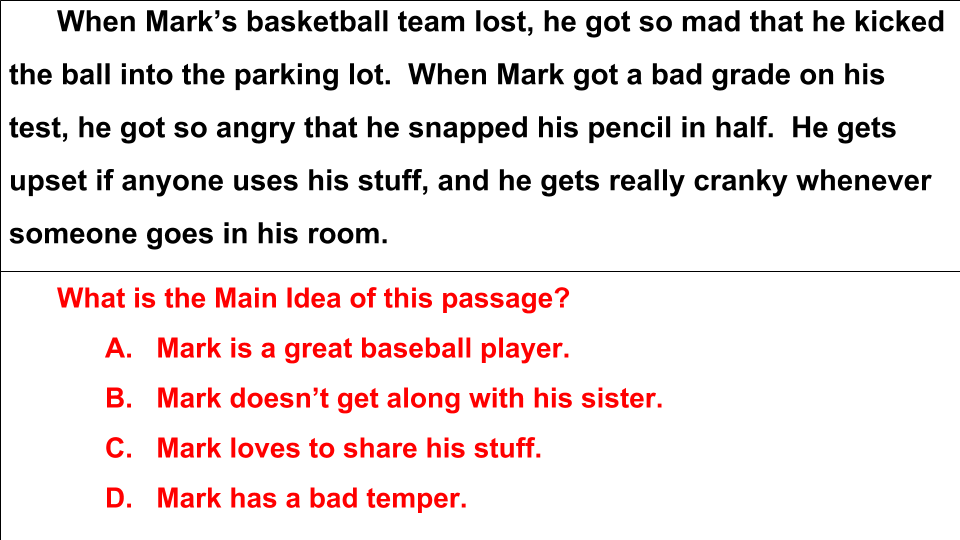 When Mark’s basketball team lost, he got so mad that he kicked
the ball into the parking lot.  When Mark got a bad grade on his
test, he got so angry that he snapped his pencil in half.  He gets
upset if anyone uses his stuff, and he gets really cranky whenever
someone goes in his room.
What is the Main Idea of this passage?
A. Mark is a great baseball player.
B. Mark doesn’t get along with his sister.
C. Mark loves to share his stuff.
D. Mark has a bad temper.